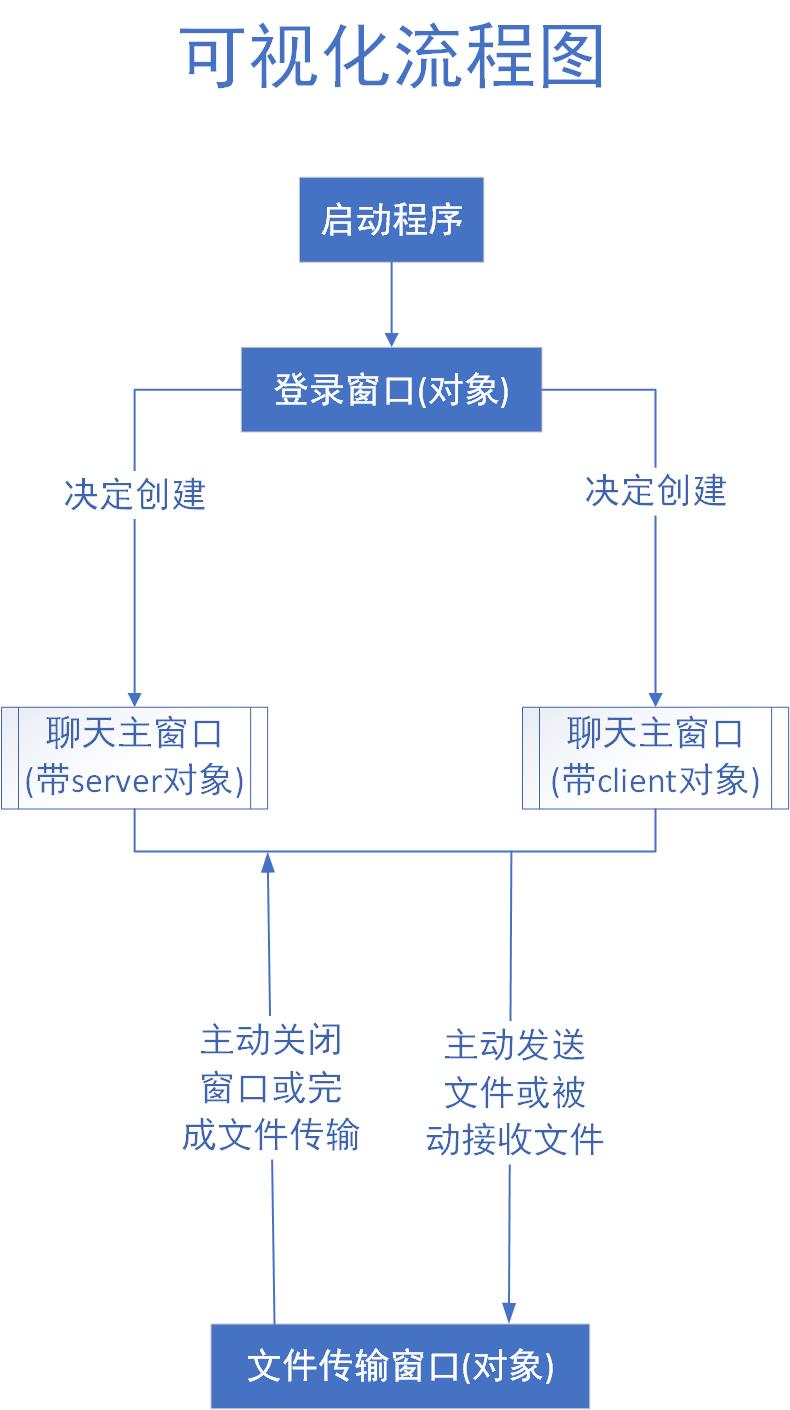 可视化流程图
启动程序
登录窗口(对象)
决定创建
决定创建
聊天主窗口
(带server对象)
聊天主窗口
(带client对象)
主动关闭
窗口或完
成文件传输
主动发送
文件或被
动接收文件
文件传输窗口(对象)